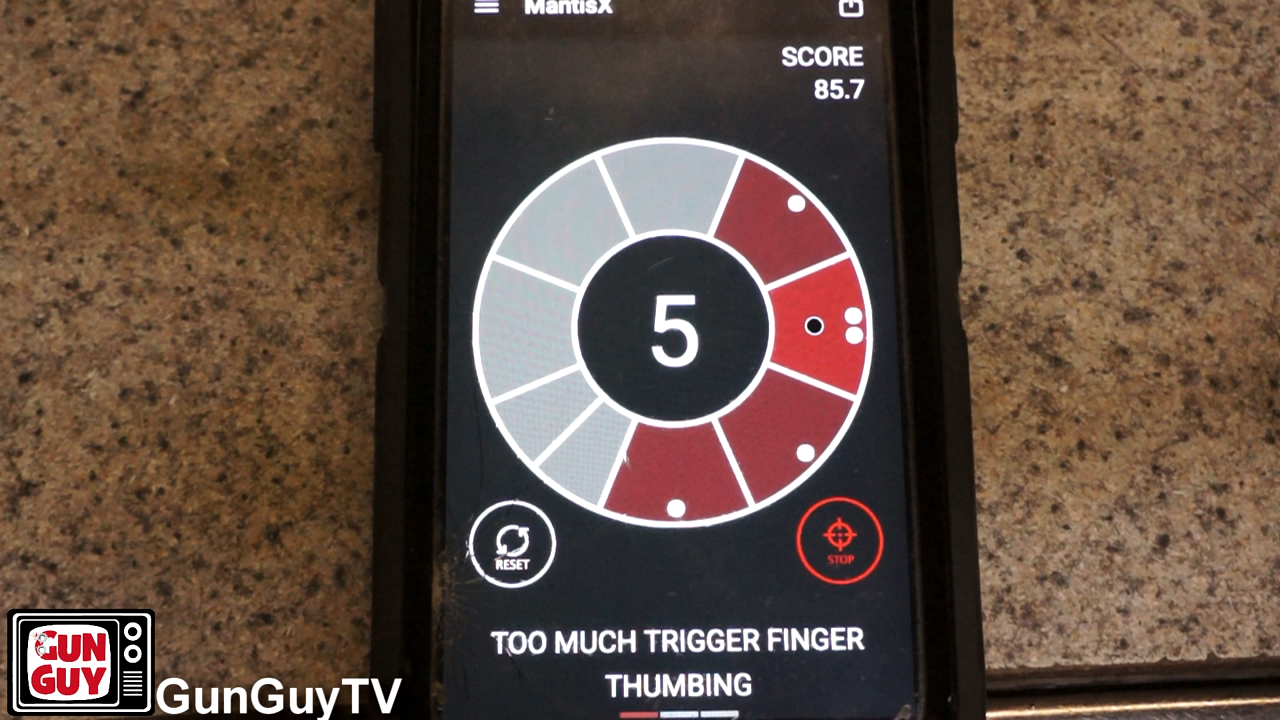 MantisX
SCORE
85.7
5
RESET
STOP
TOO MUCH TRIGGER FINGER
THUMBING
GUN
GUY
GunGuyTV